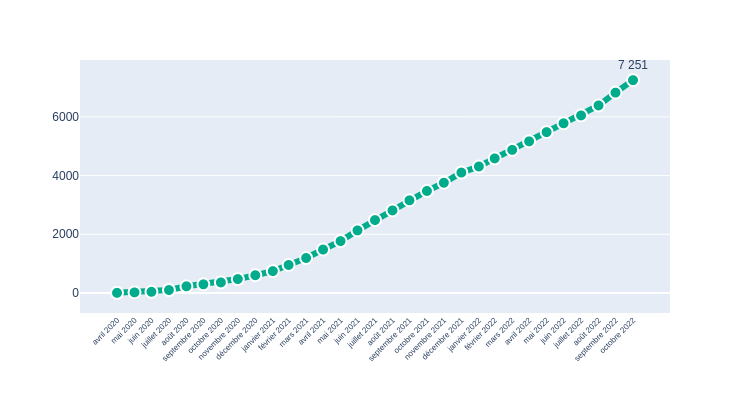 7 251
6000
4000
2000
0
avril 2020
mai 2020
juin 2020
juillet 2020
août 2020
septembre 2020
octobre 2020
novembre 2020
décembre 2020
janvier 2021
février 2021
mars 2021
avril 2021
mai 2021
juin 2021
juillet 2021
août 2021
septembre 2021
octobre 2021
novembre 2021
décembre 2021
janvier 2022
février 2022
mars 2022
avril 2022
mai 2022
juin 2022
juillet 2022
août 2022
septembre 2022
octobre 2022